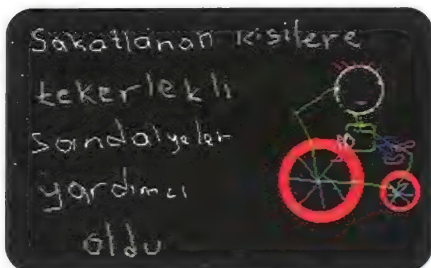 Sakatlanan kişilere
tekerlekli
sandalyeler
yardımcı
oldu